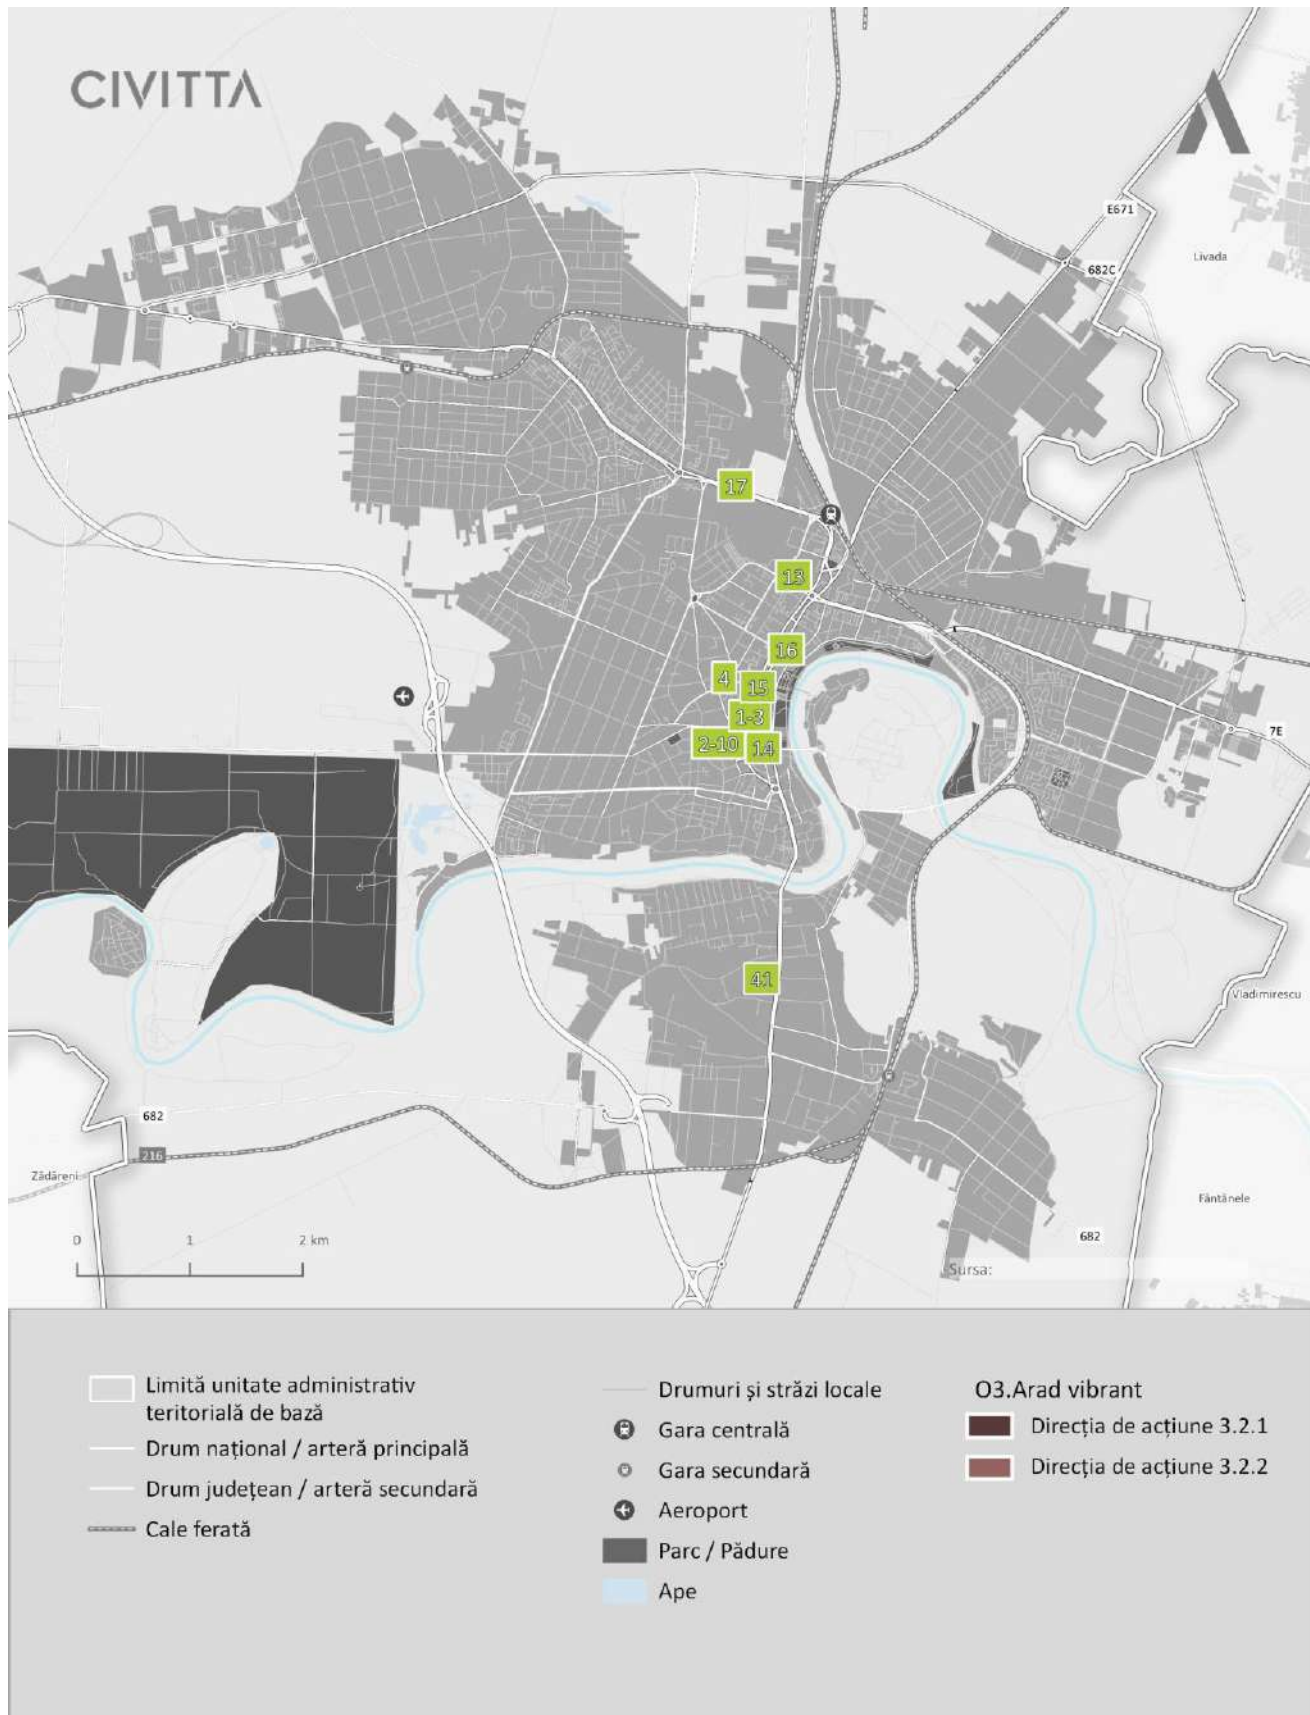 CIVITTA
E671
Livada
682C
17
13
16
4
15
1-3
2-10
14
7E
41
Vladimirescu
682
216
Zădăreni
Fântânele
682
0 1 2 km
Sursa:
Limită unitate administrativ
teritorială de bază
Drum național / arteră principală
Drum județean / arteră secundară
Cale ferată
Drumuri și străzi locale
Gara centrală
Gara secundară
Aeroport
Parc / Pădure
Ape
O3.Arad vibrant
Direcția de acțiune 3.2.1
Direcția de acțiune 3.2.2